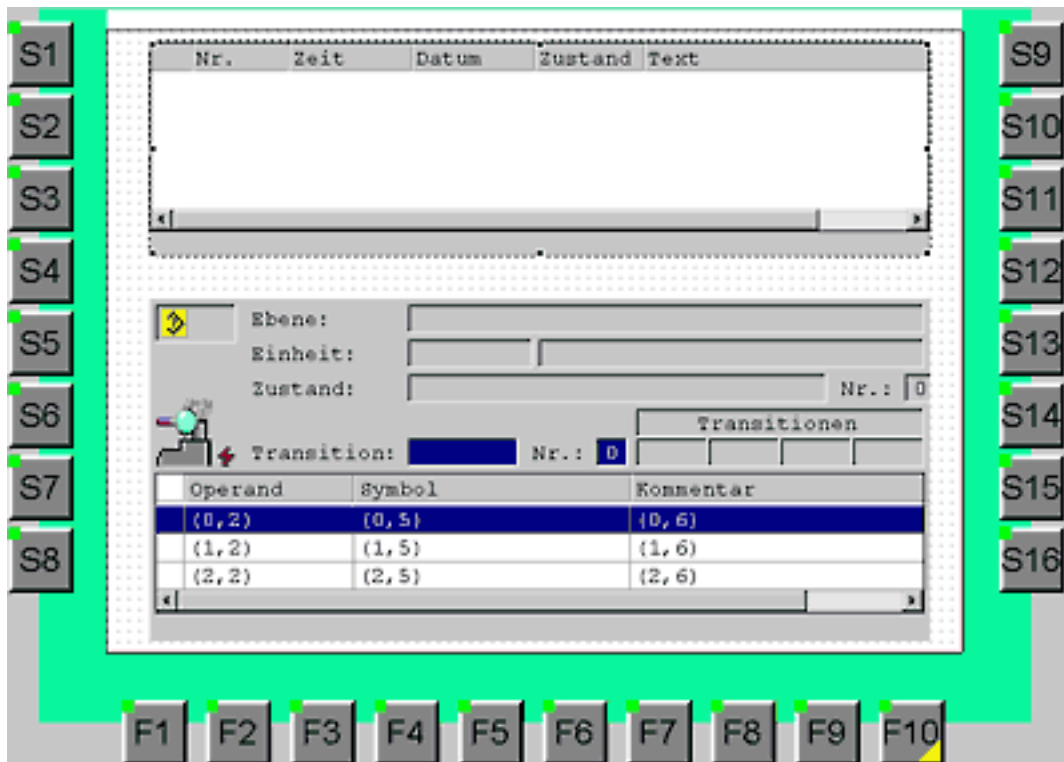 S1
S2
S3
S4
S5
S6
S7
S8
Nr. Zeit Datum Zustand Text
Ebene:
Einheit:
Zustand: Nr.: 0
Transitionen
Transition: Nr.: 0
Operand Symbol Kommentar
(0,2) (0,5) (0,6)
(1,2) (1,5) (1,6)
(2,2) (2,5) (2,6)
S9
S10
S11
S12
S13
S14
S15
S16
F1 F2 F3 F4 F5 F6 F7 F8 F9 F10